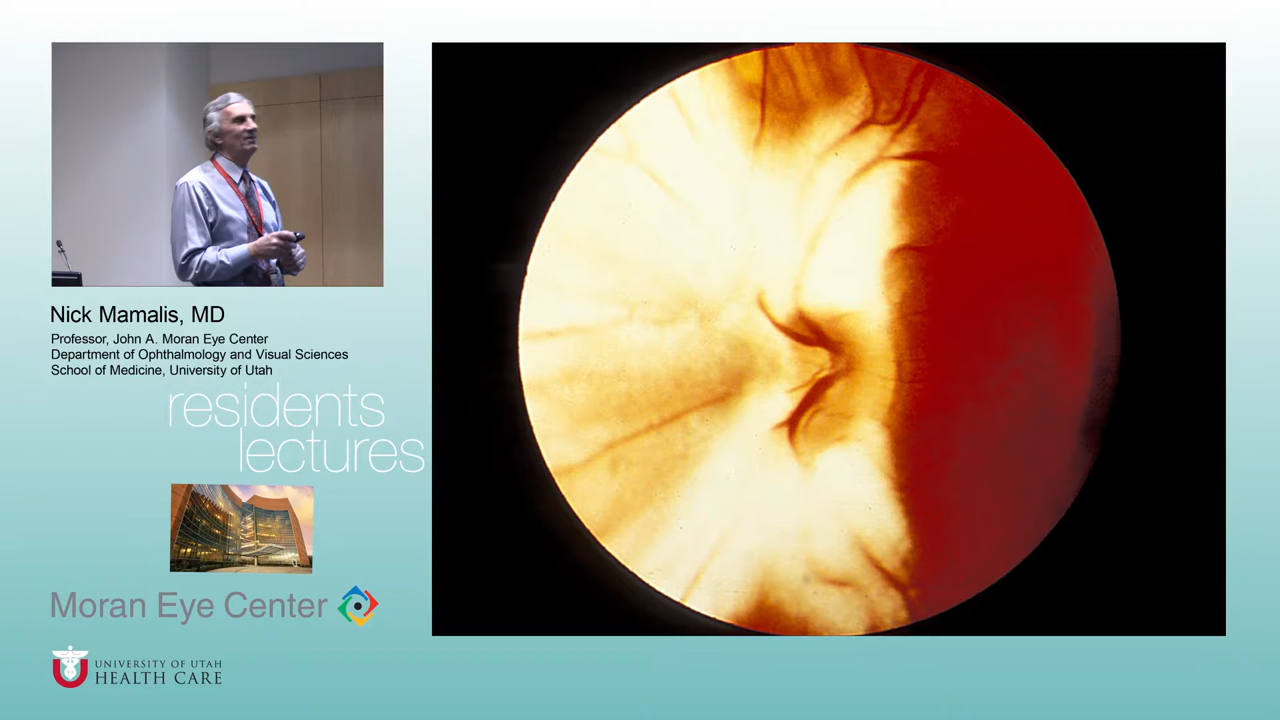 Nick Mamalis, MD
Professor, John A. Moran Eye Center
Department of Ophthalmology and Visual Sciences
School of Medicine, University of Utah
residents
lectures
Moran Eye Center
U
UNIVERSITY OF UTAH
HEALTH CARE